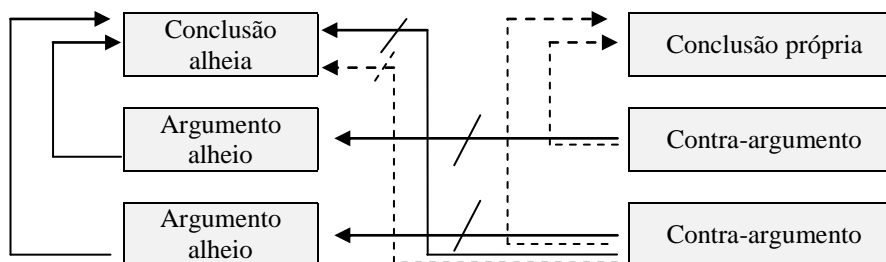 Conclusão
alheia
Conclusão própria
Argumento
alheio
Contra-argumento
Argumento
alheio
Contra-argumento